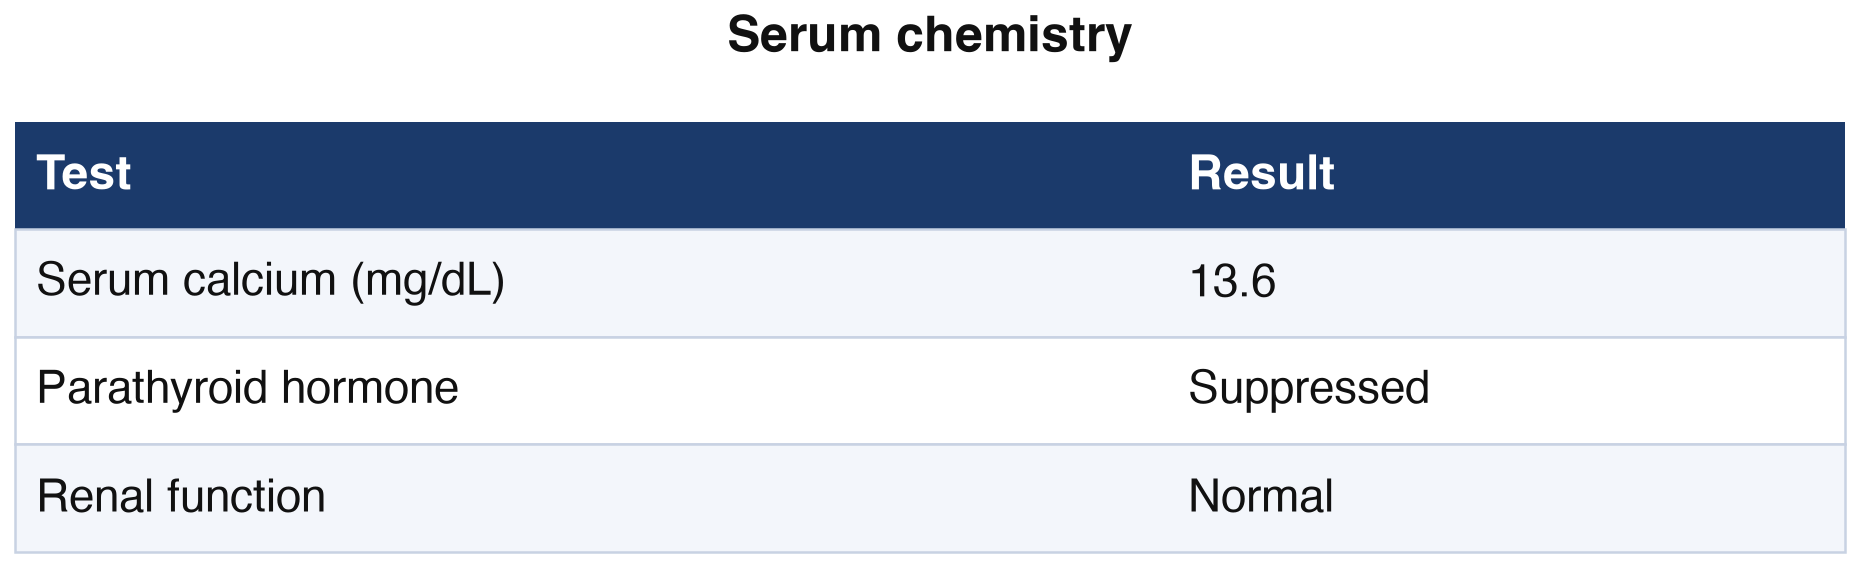 Serum chemistry
Test Result
Serum calcium (mg/dL) 13.6
Parathyroid hormone Suppressed
Renal function Normal